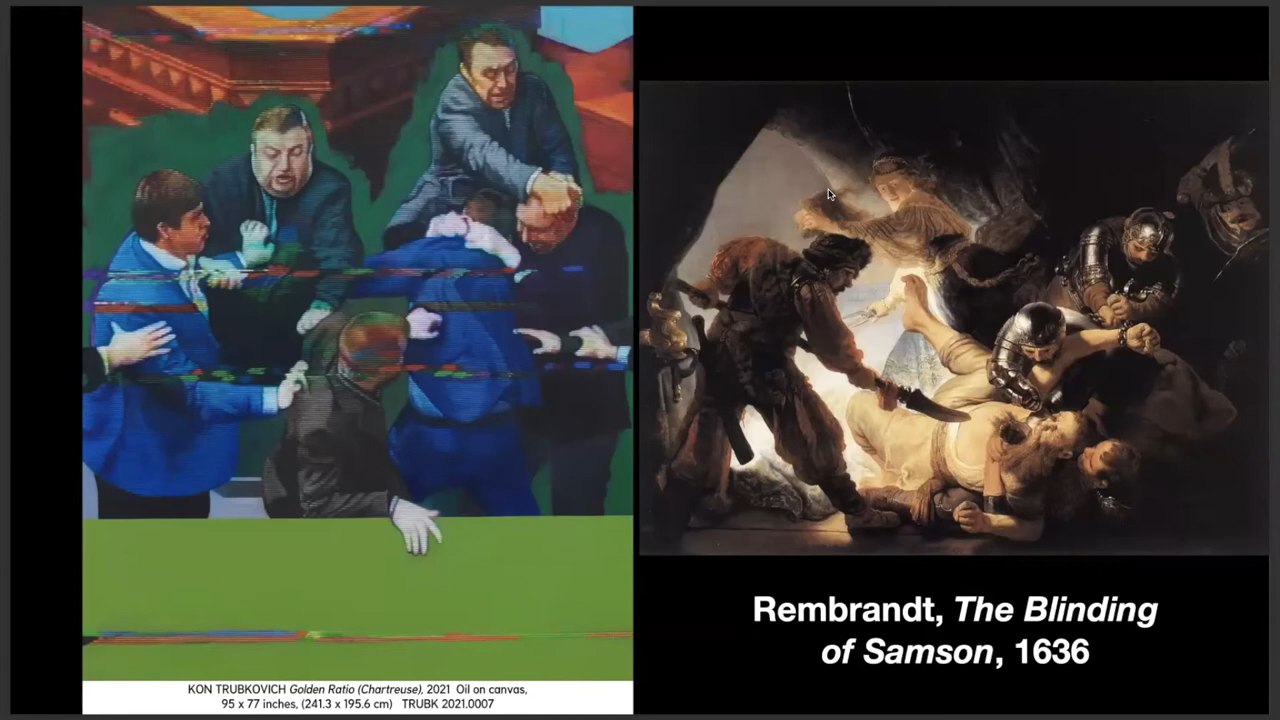 KON TRUBKOVICH Golden Ratio (Chartreuse), 2021 Oil on canvas,
95 x 77 inches, (241.3 x 195.6 cm) TRUBK 2021.0007
Rembrandt, The Blinding
of Samson, 1636